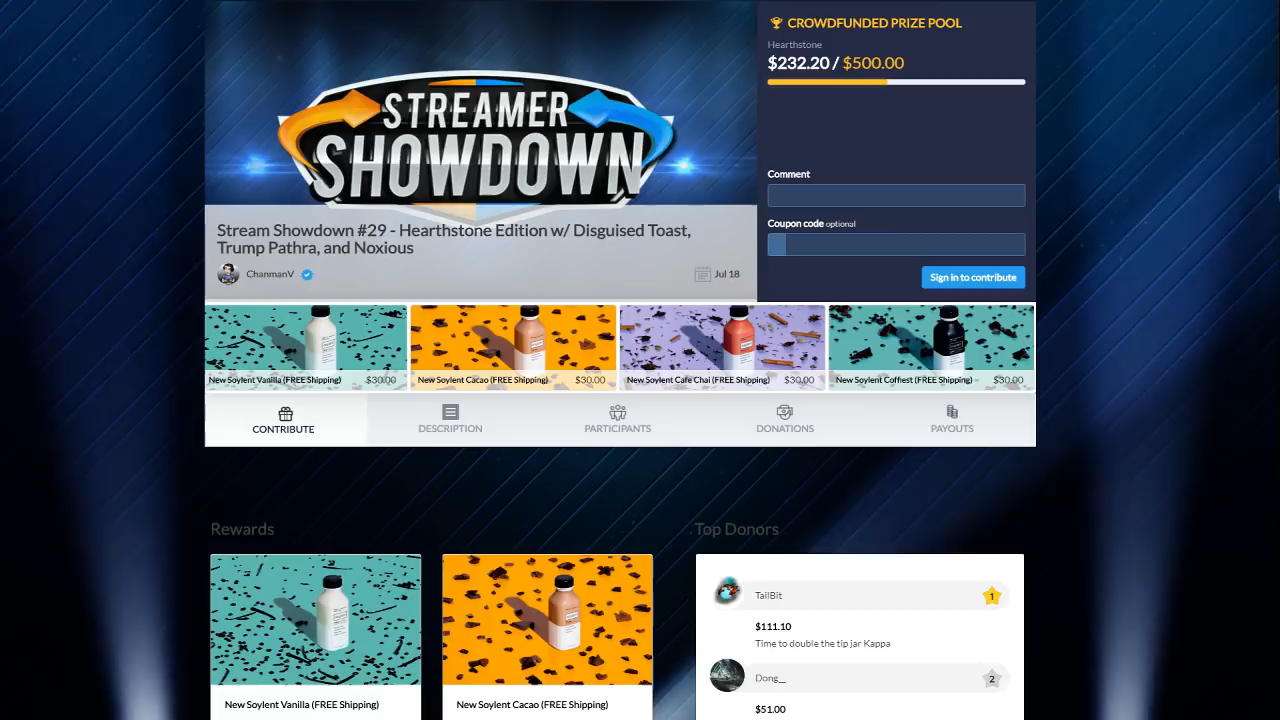 STREAMER
SHOWDOWN
Stream Showdown #29 - Hearthstone Edition w/ Disguised Toast,
Trump Pathra, and Noxious
ChanmanV
Jul 18
CROWDFUNDED PRIZE POOL
Hearthstone
$232.20 / $500.00
Comment
Coupon code optional
Sign in to contribute
New Soylent Vanilla (FREE Shipping) $30.00
New Soylent Cacao (FREE Shipping) $30.00
New Soylent Cafe Chai (FREE Shipping) $30.00
New Soylent Coffiest (FREE Shipping) - $30.00
CONTRIBUTE
DESCRIPTION
PARTICIPANTS
DONATIONS
PAYOUTS
Rewards
New Soylent Vanilla (FREE Shipping)
New Soylent Cacao (FREE Shipping)
Top Donors
TailBit
1
$111.10
Time to double the tip jar Kappa
Dong__
2
$51.00